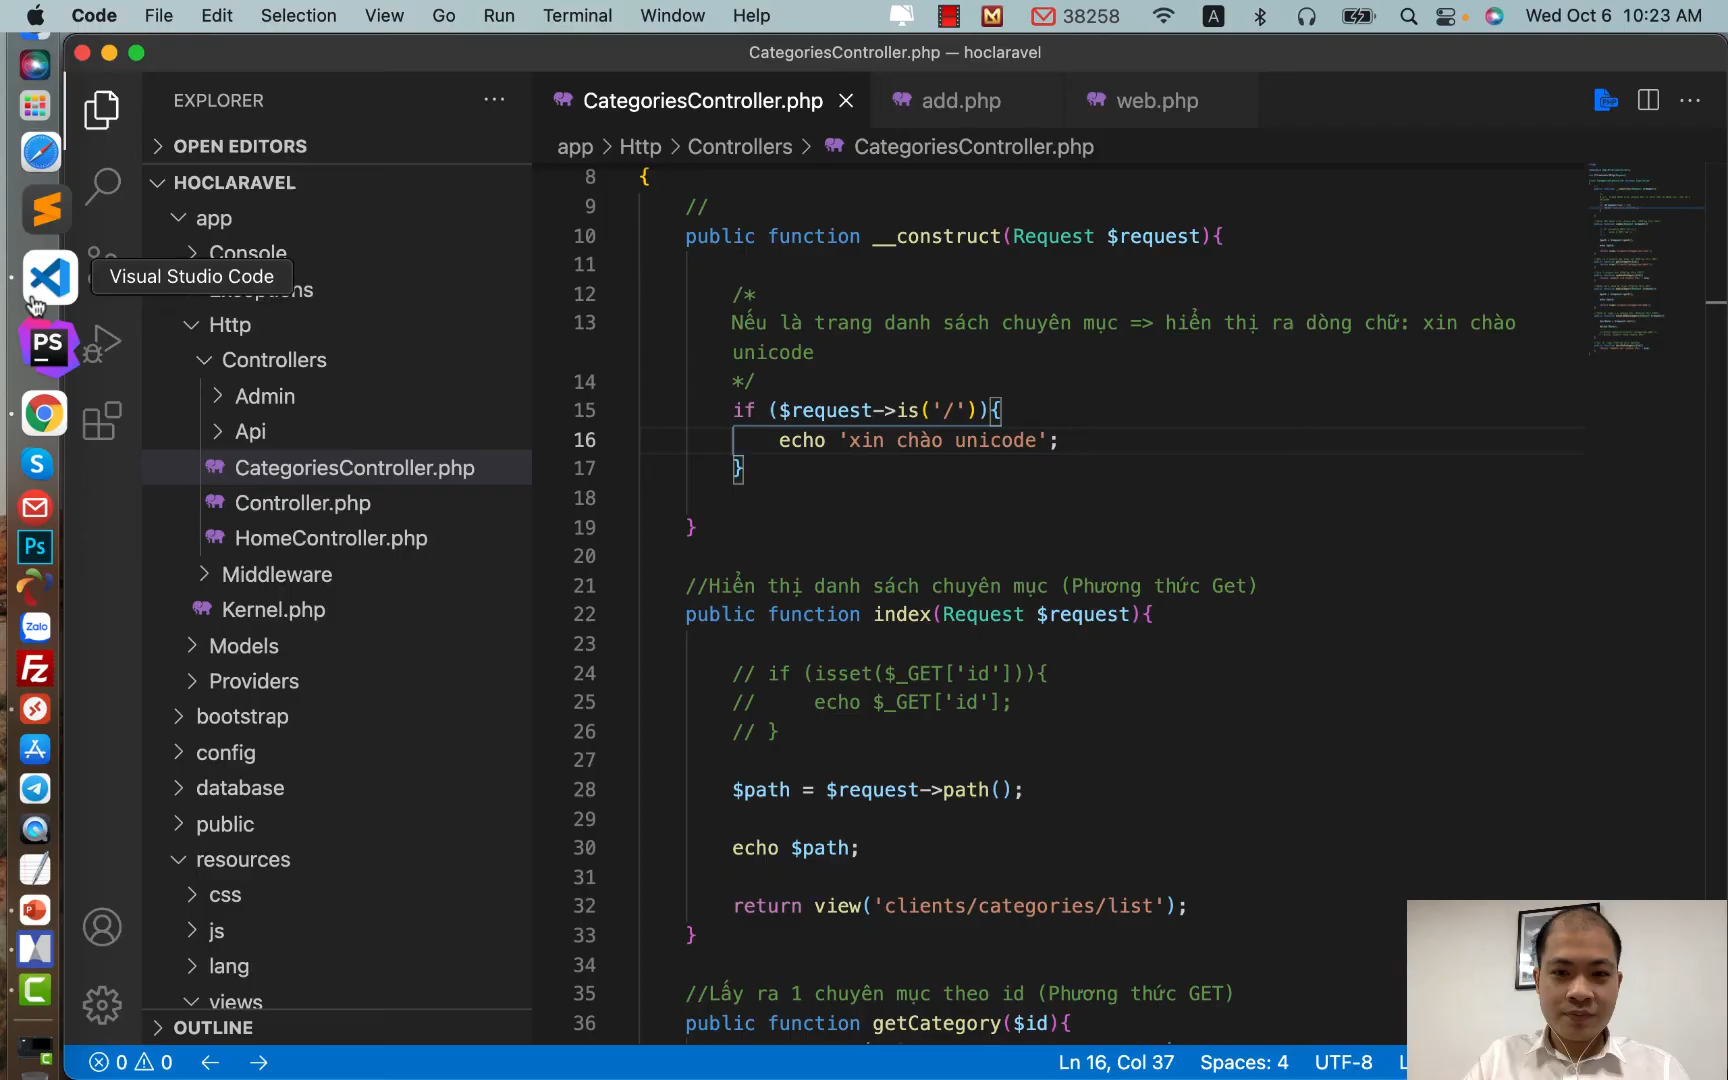 Code File Edit Selection View Go Run Terminal Window Help 38258 A Wed Oct 6 10:23 AM
CategoriesController.php — hoclaravel
EXPLORER
CategoriesController.php add.php web.php
OPEN EDITORS
app Http Controllers CategoriesController.php
HOCLARAVEL
app
Console
Visual Studio Code
Http
Controllers
Admin
Api
CategoriesController.php
Controller.php
HomeController.php
Middleware
Kernel.php
Models
Providers
bootstrap
config
database
public
resources
css
js
lang
views
OUTLINE
PS
Ps
Zalo
8 {
9 //
10 public function __construct(Request $request){
11
12 /*
13 Nếu là trang danh sách chuyên mục => hiển thị ra dòng chữ: xin chào
unicode
14 */
15 if ($request->is('/')){
16 echo 'xin chào unicode';
17 }
18
19 }
20
21 //Hiển thị danh sách chuyên mục (Phương thức Get)
22 public function index(Request $request){
23
24 // if (isset($_GET['id'])){
25 // echo $_GET['id'];
26 // }
27
28 $path = $request->path();
29
30 echo $path;
31
32 return view('clients/categories/list');
33 }
34
35 //Lấy ra 1 chuyên mục theo id (Phương thức GET)
36 public function getCategory($id){
0 0 Ln 16, Col 37 Spaces: 4 UTF-8